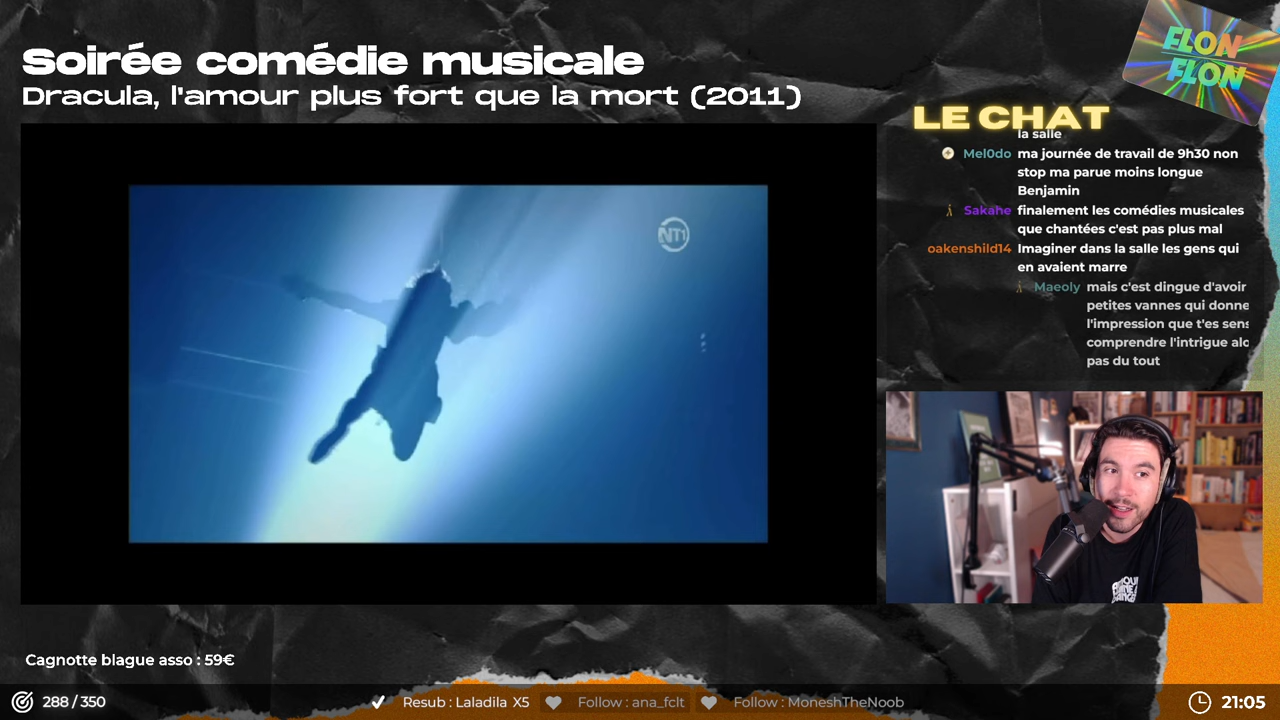 Soirée comédie musicale
Dracula, l'amour plus fort que la mort (2011)
FLON
FLON
LE CHAT
la salle
Mel0do ma journée de travail de 9h30 non
stop ma parue moins longue
Benjamin
Sakahe finalement les comédies musicales
que chantées c'est pas plus mal
oakenshild14 Imaginer dans la salle les gens qui
en avaient marre
Maeoly mais c'est dingue d'avoir
petites vannes qui donne
l'impression que t'es sens
comprendre l'intrigue alo
pas du tout
NT1
Cagnotte blague asso : 59€
288 / 350
Resub : Laladila X5
Follow : ana_fclt
Follow : MoneshTheNoob
21:05